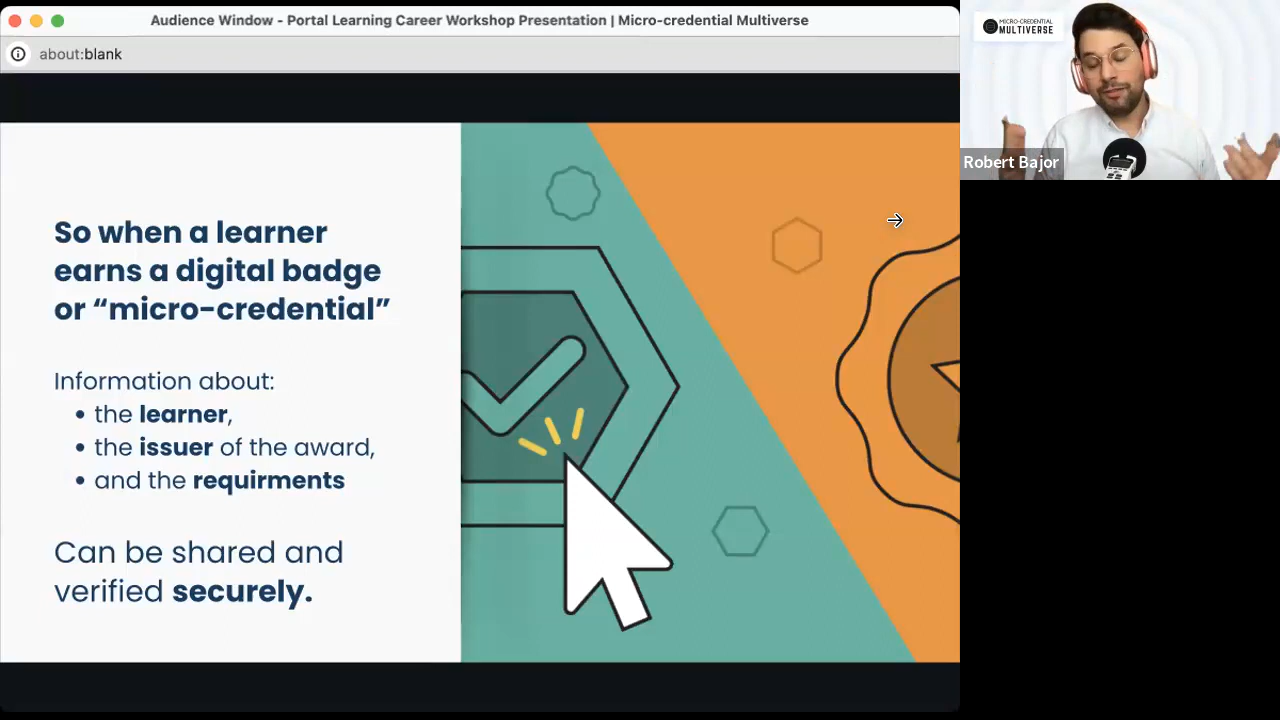 Audience Window - Portal Learning Career Workshop Presentation | Micro-credential Multiverse
about:blank
MICRO-CREDENTIAL
MULTIVERSE
Robert Bajor
So when a learner
earns a digital badge
or “micro-credential”
Information about:
• the learner,
• the issuer of the award,
• and the requirments
Can be shared and
verified securely.